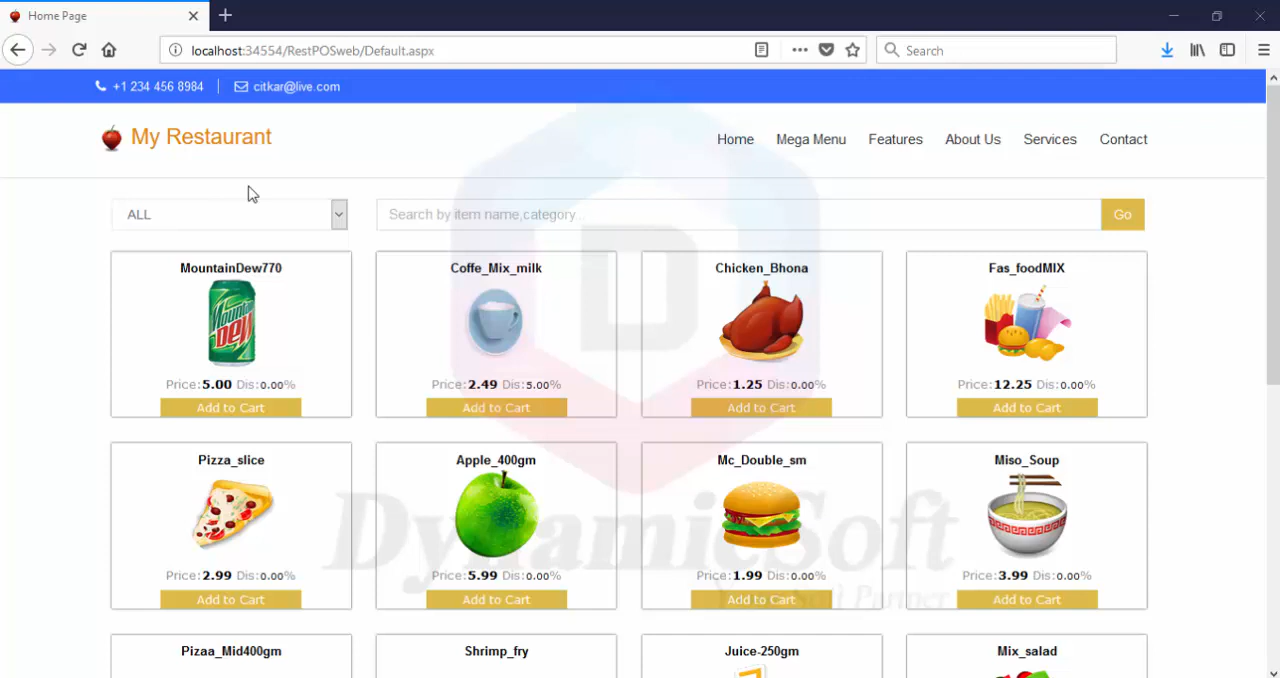 Home Page
localhost:34554/RestPOSweb/Default.aspx
Search
+1 234 456 8984
citkar@live.com
My Restaurant
Home Mega Menu Features About Us Services Contact
ALL
Search by item name,category..
Go
MountainDew770 Coffe_Mix_milk Chicken_Bhona Fas_foodMIX
Mountain
Dew
Price:5.00 Dis:0.00% Price:2.49 Dis:5.00% Price:1.25 Dis:0.00% Price:12.25 Dis:0.00%
Add to Cart Add to Cart Add to Cart Add to Cart
Pizza_slice Apple_400gm Mc_Double_sm Miso_Soup
DynamicSoft
Price:2.99 Dis:0.00% Price:5.99 Dis:0.00% Price:1.99 Dis:0.00% Price:3.99 Dis:0.00%
Add to Cart Add to Cart Add to Cart Add to Cart
Soft Partner
Pizaa_Mid400gm Shrimp_fry Juice-250gm Mix_salad